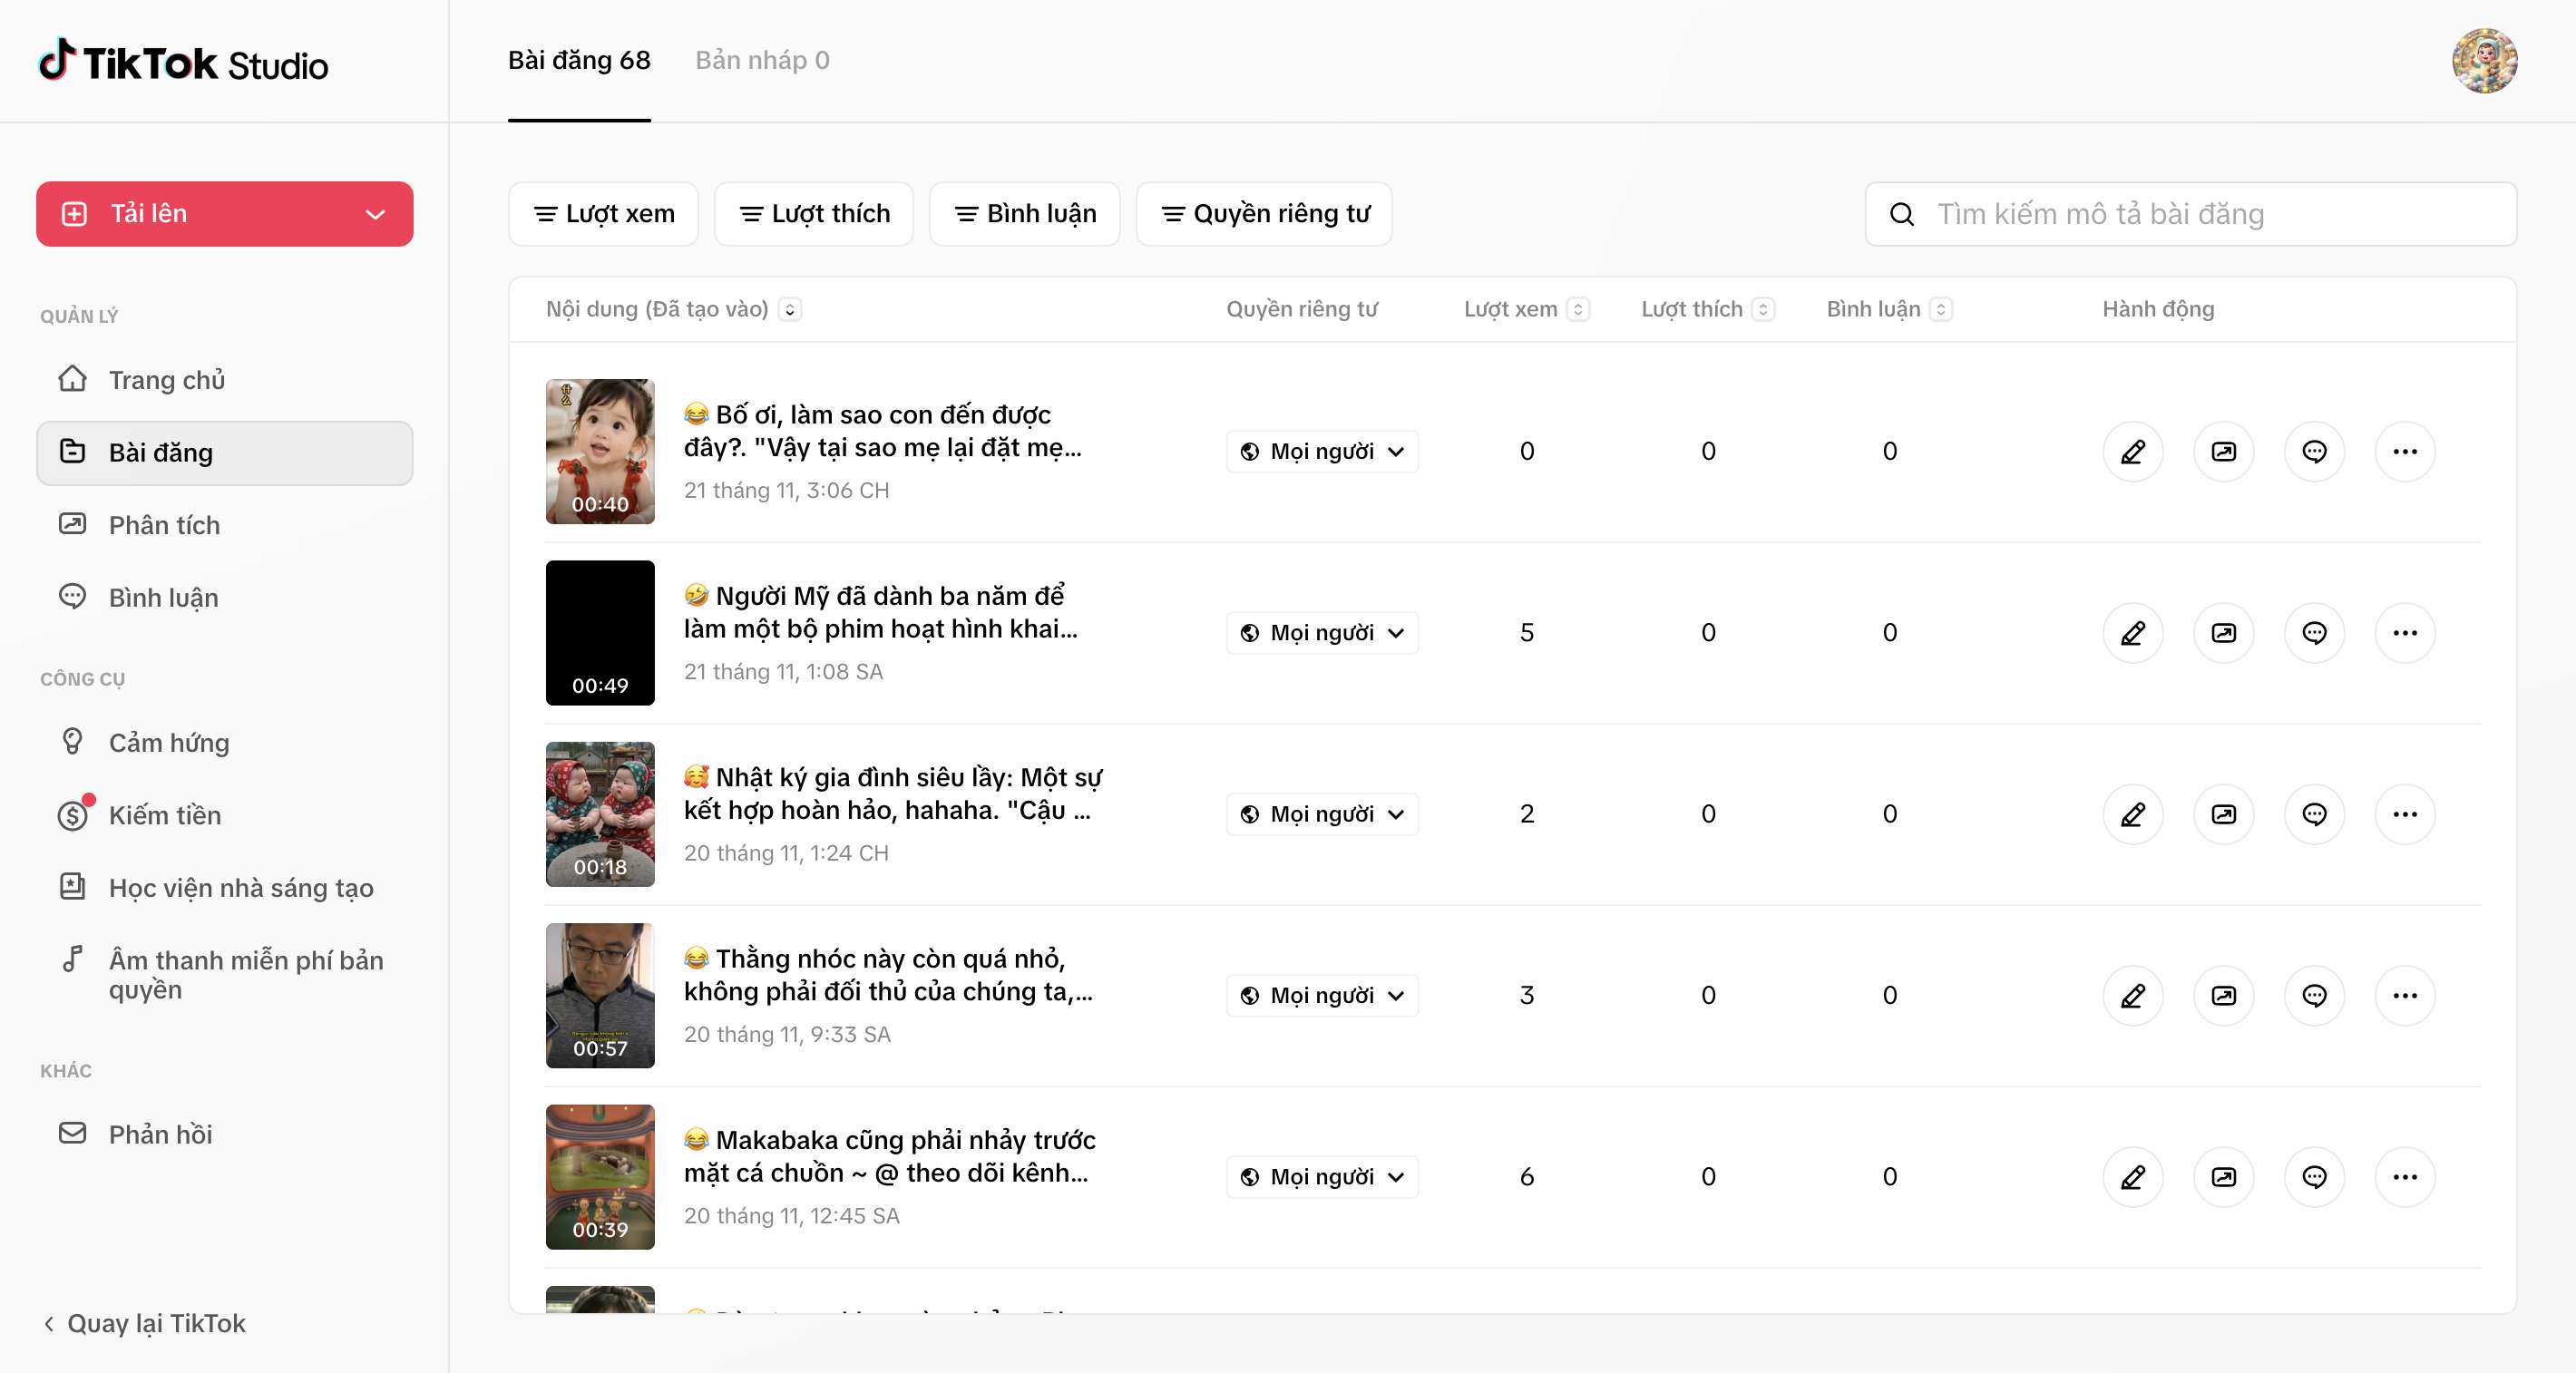 TikTok Studio
Bài đăng 68
Bản nháp 0
Tải lên
QUẢN LÝ
Trang chủ
Bài đăng
Phân tích
Bình luận
CÔNG CỤ
Cảm hứng
Kiếm tiền
Học viện nhà sáng tạo
Âm thanh miễn phí bản
quyền
KHÁC
Phản hồi
Quay lại TikTok
Lượt xem
Lượt thích
Bình luận
Quyền riêng tư
Tìm kiếm mô tả bài đăng
Nội dung (Đã tạo vào)
Quyền riêng tư
Lượt xem
Lượt thích
Bình luận
Hành động
什么
00:40
😂 Bố ơi, làm sao con đến được
đây?. "Vậy tại sao mẹ lại đặt mẹ...
21 tháng 11, 3:06 CH
Mọi người
0
0
0
00:49
🤣 Người Mỹ đã dành ba năm để
làm một bộ phim hoạt hình khai...
21 tháng 11, 1:08 SA
Mọi người
5
0
0
00:18
🥰 Nhật ký gia đình siêu lầy: Một sự
kết hợp hoàn hảo, hahaha. "Cậu ...
20 tháng 11, 1:24 CH
Mọi người
2
0
0
00:57
😂 Thằng nhóc này còn quá nhỏ,
không phải đối thủ của chúng ta,...
20 tháng 11, 9:33 SA
Mọi người
3
0
0
00:39
😂 Makabaka cũng phải nhảy trước
mặt cá chuồn ~ @ theo dõi kênh...
20 tháng 11, 12:45 SA
Mọi người
6
0
0